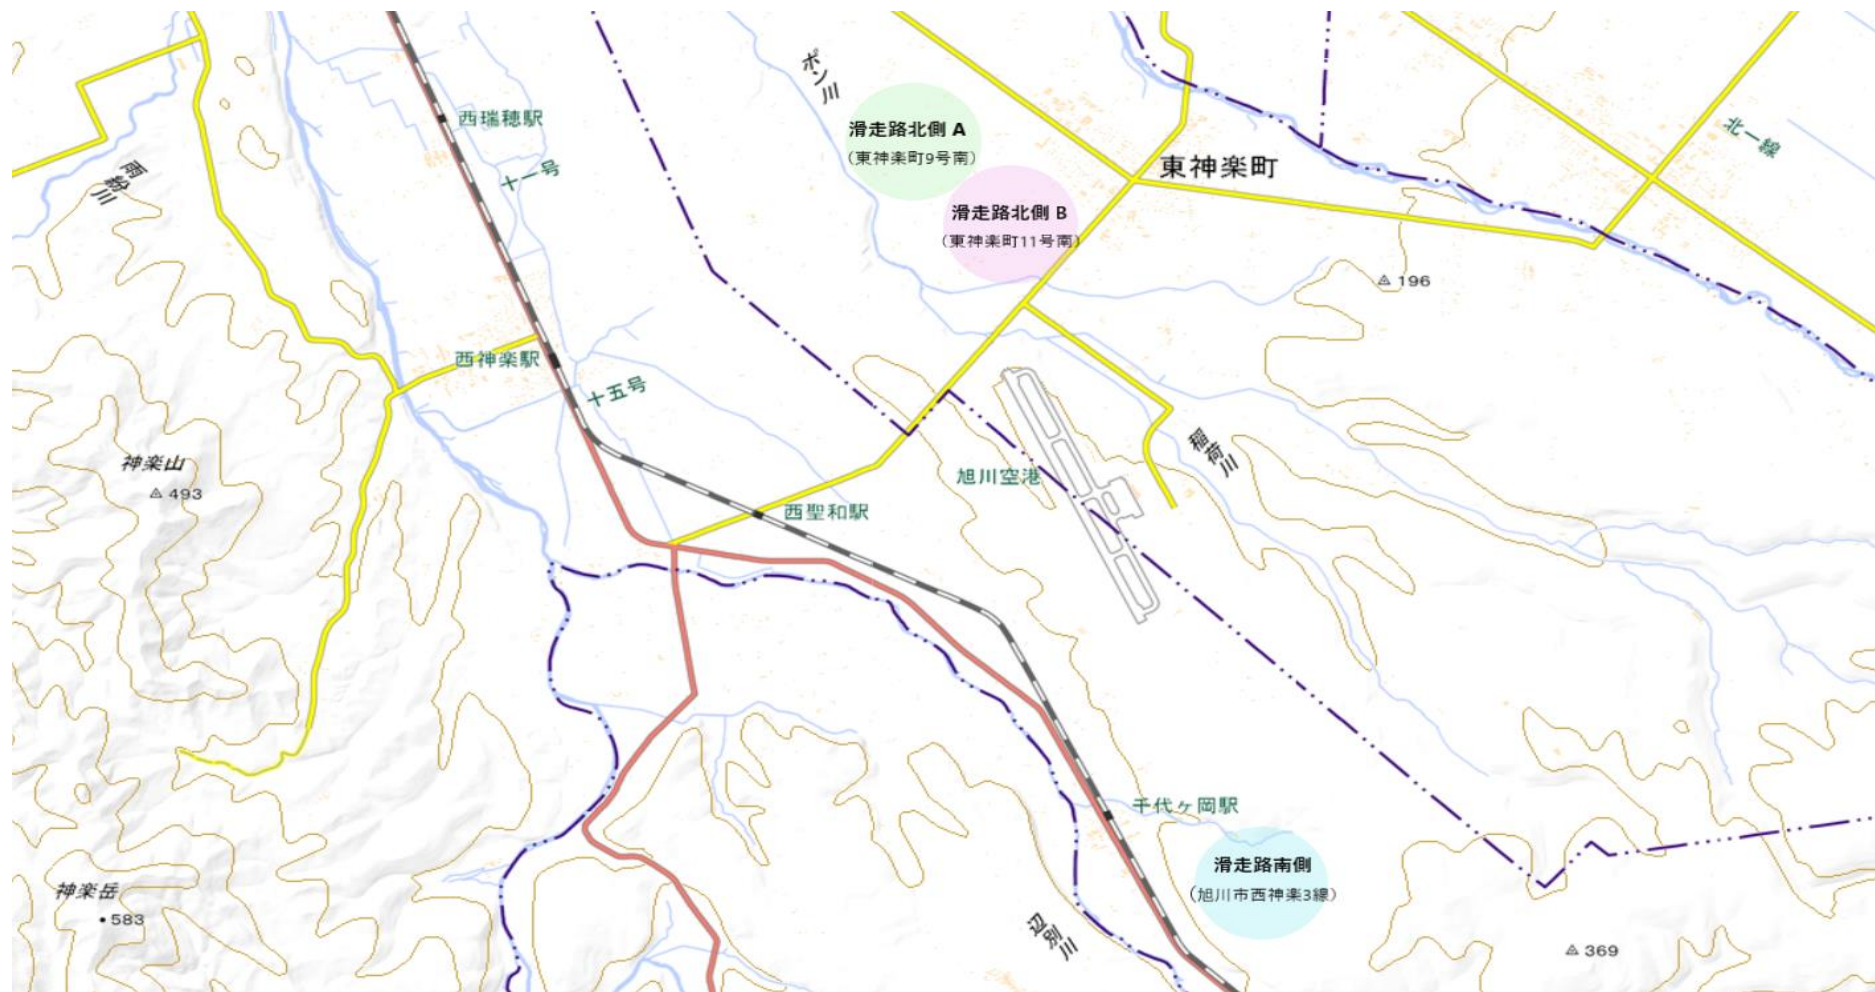 ポン川
西瑞穂駅
滑走路北側 A
(東神楽町9号南)
北一線
雨紛川
十一号
東神楽町
滑走路北側 B
(東神楽町11号南)
196
西神楽駅
十五号
神楽山
493
稲荷川
旭川空港
西聖和駅
千代ヶ岡駅
滑走路南側
(旭川市西神楽3線)
神楽岳
583
辺別川
369